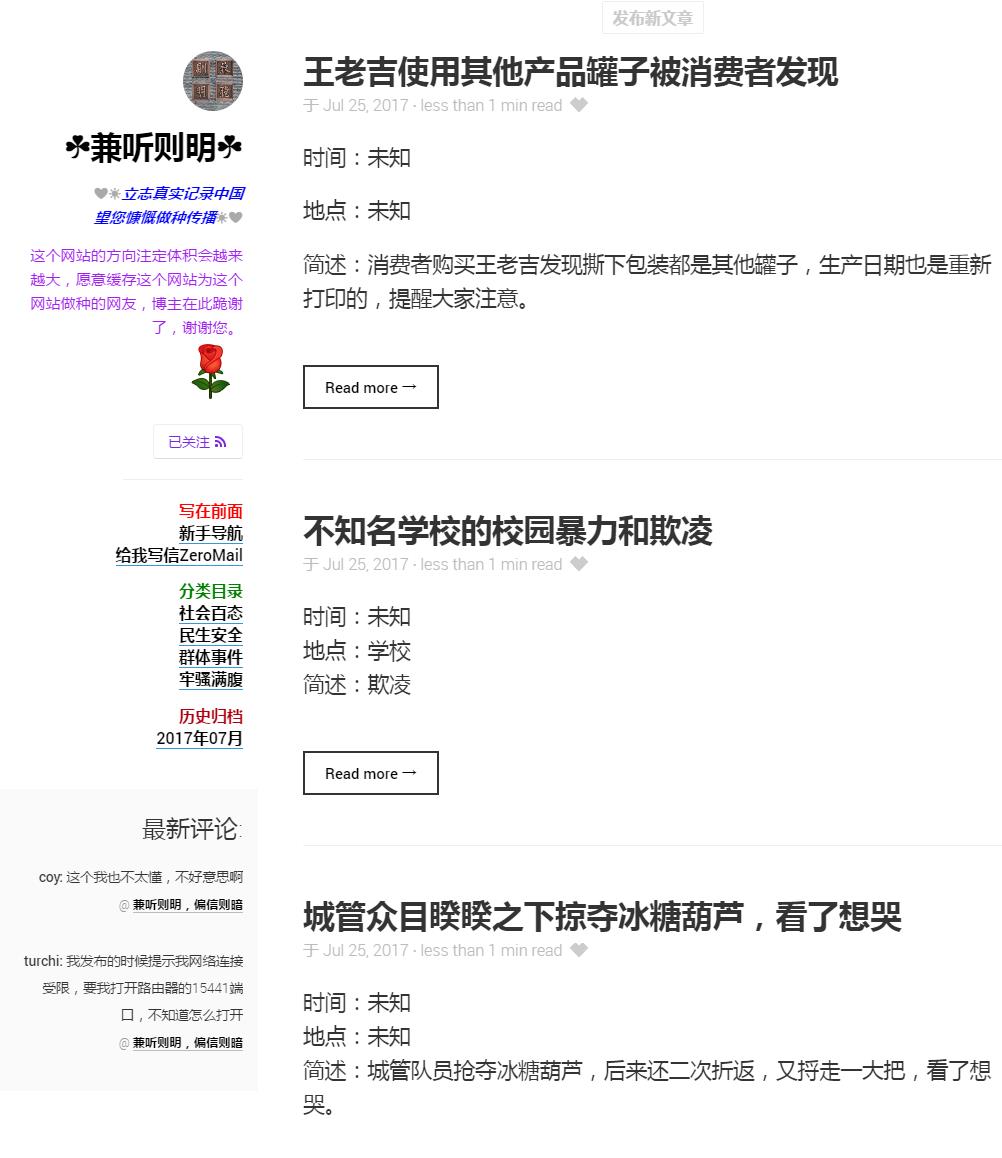 发布新文章
☘兼听则明☘
❤☀立志真实记录中国
望您慷慨做种传播☀❤
这个网站的方向注定体积会越来
越大，愿意缓存这个网站为这个
网站做种的网友，博主在此跪谢
了，谢谢您。
已关注
写在前面
新手导航
给我写信ZeroMail
分类目录
社会百态
民生安全
群体事件
牢骚满腹
历史归档
2017年07月
最新评论:
coy: 这个我也不太懂，不好意思啊
@ 兼听则明，偏信则暗
turchi: 我发布的时候提示我网络连接
受限，要我打开路由器的15441端
口，不知道怎么打开
@ 兼听则明，偏信则暗
王老吉使用其他产品罐子被消费者发现
于 Jul 25, 2017 · less than 1 min read
时间：未知
地点：未知
简述：消费者购买王老吉发现撕下包装都是其他罐子，生产日期也是重新
打印的，提醒大家注意。
Read more →
不知名学校的校园暴力和欺凌
于 Jul 25, 2017 · less than 1 min read
时间：未知
地点：学校
简述：欺凌
Read more →
城管众目睽睽之下掠夺冰糖葫芦，看了想哭
于 Jul 25, 2017 · less than 1 min read
时间：未知
地点：未知
简述：城管队员抢夺冰糖葫芦，后来还二次折返，又捋走一大把，看了想
哭。